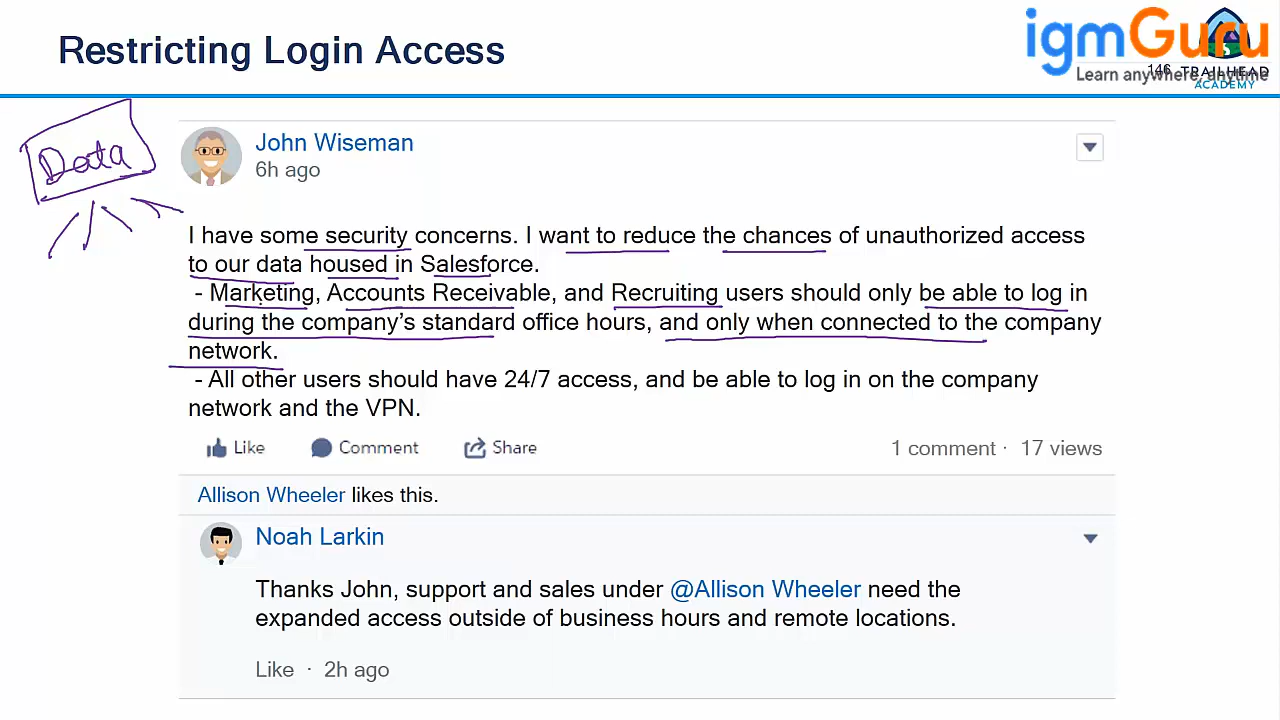 Restricting Login Access
igmGuru
Learn anywhere, anytime
146
TRAILHEAD
ACADEMY
Data
John Wiseman
6h ago
I have some security concerns. I want to reduce the chances of unauthorized access
to our data housed in Salesforce.
- Marketing, Accounts Receivable, and Recruiting users should only be able to log in
during the company’s standard office hours, and only when connected to the company
network.
- All other users should have 24/7 access, and be able to log in on the company
network and the VPN.
Like Comment Share 1 comment · 17 views
Allison Wheeler likes this.
Noah Larkin
Thanks John, support and sales under @Allison Wheeler need the
expanded access outside of business hours and remote locations.
Like · 2h ago